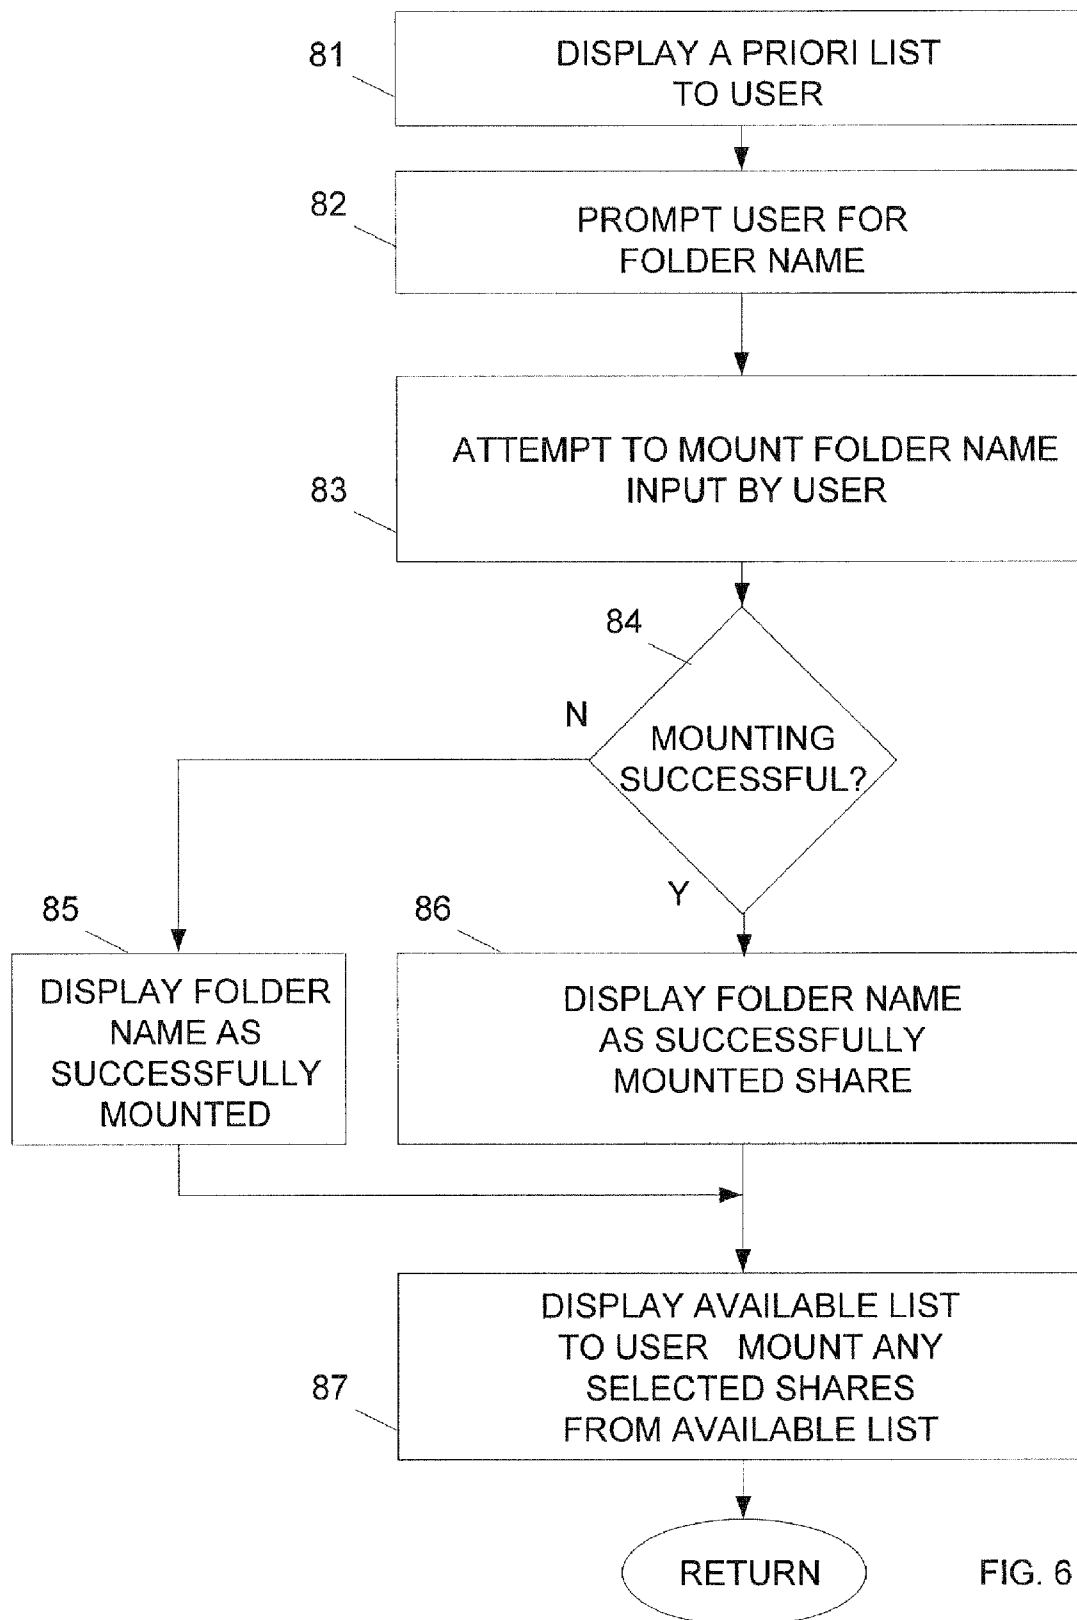 81
DISPLAY A PRIORI LIST
TO USER
82
PROMPT USER FOR
FOLDER NAME
ATTEMPT TO MOUNT FOLDER NAME
INPUT BY USER
83
84
N
MOUNTING
SUCCESSFUL?
Y
85
86
DISPLAY FOLDER
NAME AS
SUCCESSFULLY
MOUNTED
DISPLAY FOLDER NAME
AS SUCCESSFULLY
MOUNTED SHARE
DISPLAY AVAILABLE LIST
TO USER MOUNT ANY
SELECTED SHARES
FROM AVAILABLE LIST
87
RETURN
FIG. 6